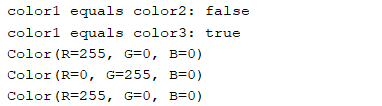 color1 equals color2: false
color1 equals color3: true
Color(R=255, G=0, B=0)
Color(R=0, G=255, B=0)
Color(R=255, G=0, B=0)